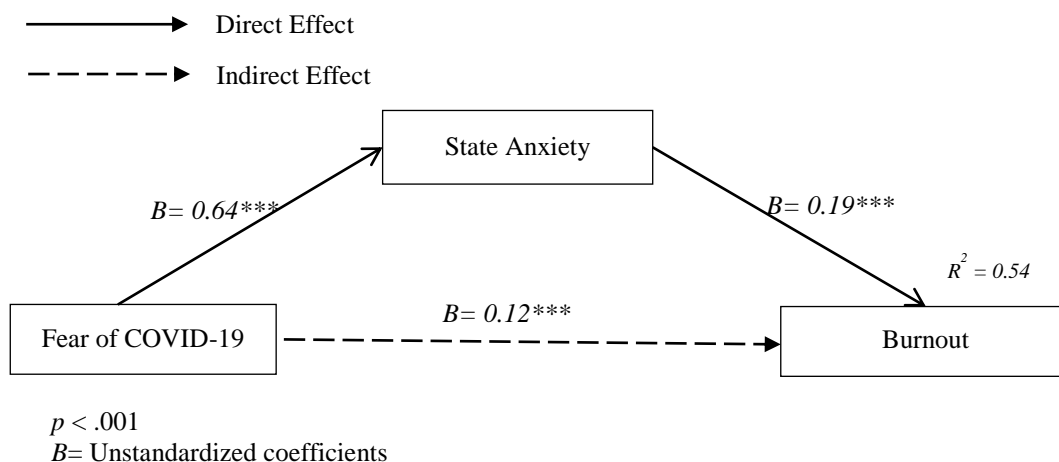 Direct Effect
Indirect Effect
State Anxiety
B= 0.64***
B= 0.19***
R² = 0.54
B= 0.12***
Fear of COVID-19
Burnout
p < .001
B= Unstandardized coefficients